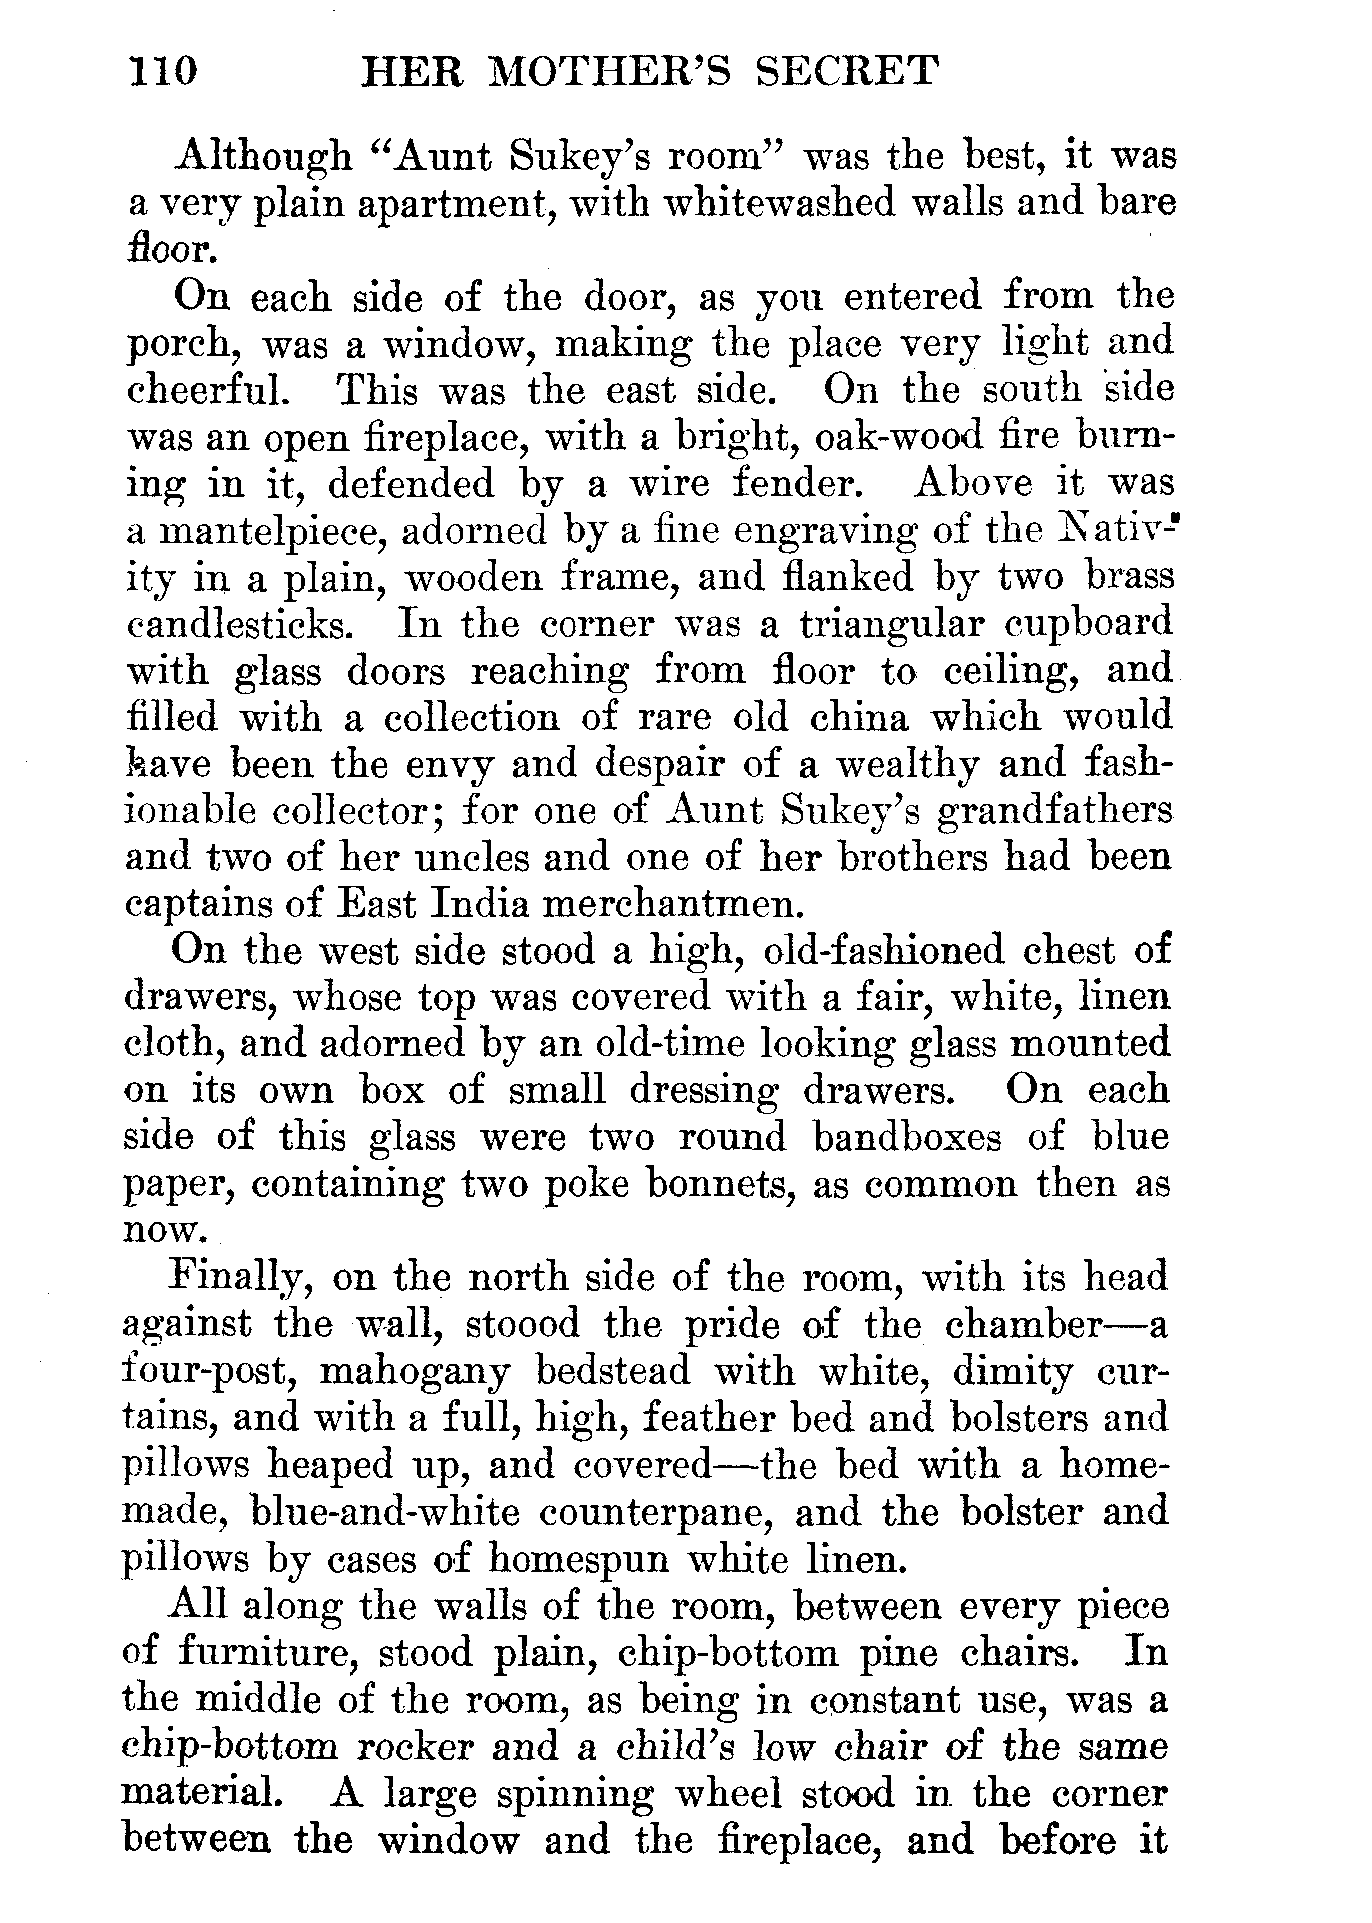 110 HER MOTHER'S SECRET
Although "Aunt Sukey's room" was the best, it was
a very plain apartment, with whitewashed walls and bare
floor.
On each side of the door, as you entered from the
porch, was a window, making the place very light and
cheerful. This was the east side. On the south side
was an open fireplace, with a bright, oak-wood fire burn-
ing in it, defended by a wire fender. Above it was
a mantelpiece, adorned by a fine engraving of the Nativ-
ity in a plain, wooden frame, and flanked by two brass
candlesticks. In the corner was a triangular cupboard
with glass doors reaching from floor to ceiling, and
filled with a collection of rare old china which would
have been the envy and despair of a wealthy and fash-
ionable collector; for one of Aunt Sukey's grandfathers
and two of her uncles and one of her brothers had been
captains of East India merchantmen.
On the west side stood a high, old-fashioned chest of
drawers, whose top was covered with a fair, white, linen
cloth, and adorned by an old-time looking glass mounted
on its own box of small dressing drawers. On each
side of this glass were two round bandboxes of blue
paper, containing two poke bonnets, as common then as
now.
Finally, on the north side of the room, with its head
against the wall, stoood the pride of the chamber—a
four-post, mahogany bedstead with white, dimity cur-
tains, and with a full, high, feather bed and bolsters and
pillows heaped up, and covered—the bed with a home-
made, blue-and-white counterpane, and the bolster and
pillows by cases of homespun white linen.
All along the walls of the room, between every piece
of furniture, stood plain, chip-bottom pine chairs. In
the middle of the room, as being in constant use, was a
chip-bottom rocker and a child's low chair of the same
material. A large spinning wheel stood in the corner
between the window and the fireplace, and before it